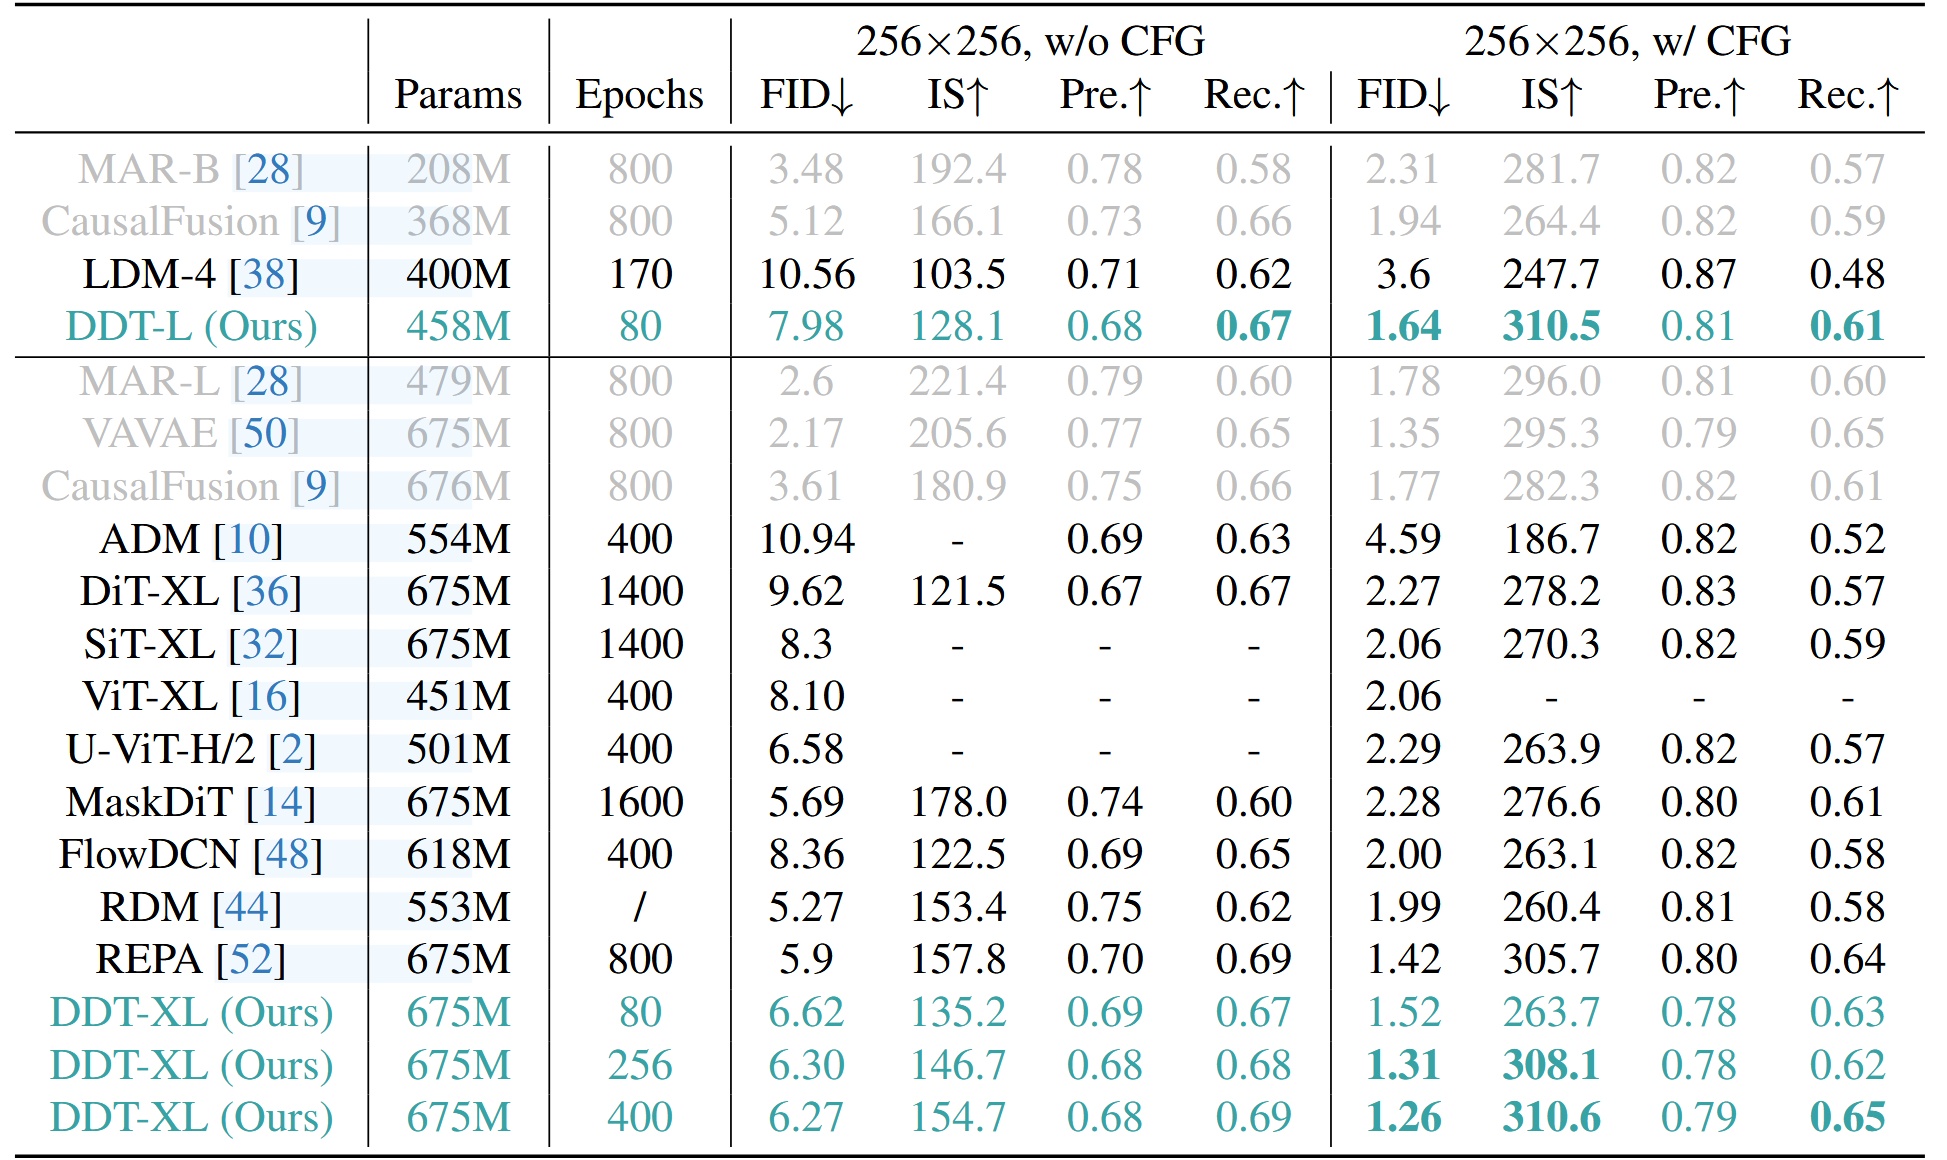 256×256, w/o CFG 256×256, w/ CFG
Params Epochs FID↓ IS↑ Pre.↑ Rec.↑ FID↓ IS↑ Pre.↑ Rec.↑
MAR-B [28] 208M 800 3.48 192.4 0.78 0.58 2.31 281.7 0.82 0.57
CausalFusion [9] 368M 800 5.12 166.1 0.73 0.66 1.94 264.4 0.82 0.59
LDM-4 [38] 400M 170 10.56 103.5 0.71 0.62 3.6 247.7 0.87 0.48
DDT-L (Ours) 458M 80 7.98 128.1 0.68 0.67 1.64 310.5 0.81 0.61
MAR-L [28] 479M 800 2.6 221.4 0.79 0.60 1.78 296.0 0.81 0.60
VAVAE [50] 675M 800 2.17 205.6 0.77 0.65 1.35 295.3 0.79 0.65
CausalFusion [9] 676M 800 3.61 180.9 0.75 0.66 1.77 282.3 0.82 0.61
ADM [10] 554M 400 10.94 - 0.69 0.63 4.59 186.7 0.82 0.52
DiT-XL [36] 675M 1400 9.62 121.5 0.67 0.67 2.27 278.2 0.83 0.57
SiT-XL [32] 675M 1400 8.3 - - - 2.06 270.3 0.82 0.59
ViT-XL [16] 451M 400 8.10 - - - 2.06 - - -
U-ViT-H/2 [2] 501M 400 6.58 - - - 2.29 263.9 0.82 0.57
MaskDiT [14] 675M 1600 5.69 178.0 0.74 0.60 2.28 276.6 0.80 0.61
FlowDCN [48] 618M 400 8.36 122.5 0.69 0.65 2.00 263.1 0.82 0.58
RDM [44] 553M / 5.27 153.4 0.75 0.62 1.99 260.4 0.81 0.58
REPA [52] 675M 800 5.9 157.8 0.70 0.69 1.42 305.7 0.80 0.64
DDT-XL (Ours) 675M 80 6.62 135.2 0.69 0.67 1.52 263.7 0.78 0.63
DDT-XL (Ours) 675M 256 6.30 146.7 0.68 0.68 1.31 308.1 0.78 0.62
DDT-XL (Ours) 675M 400 6.27 154.7 0.68 0.69 1.26 310.6 0.79 0.65